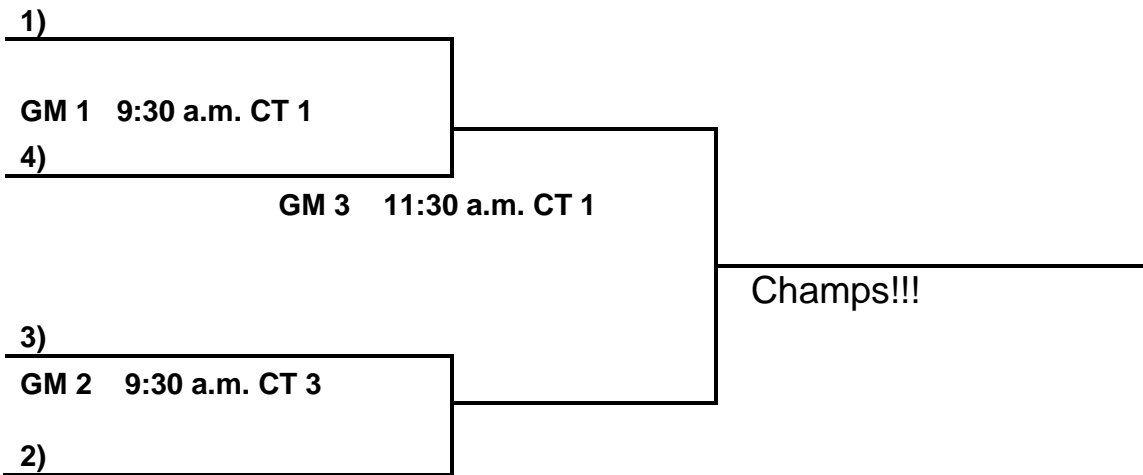 1)
GM 1 9:30 a.m. CT 1
4)
GM 3 11:30 a.m. CT 1
Champs!!!
3)
GM 2 9:30 a.m. CT 3
2)